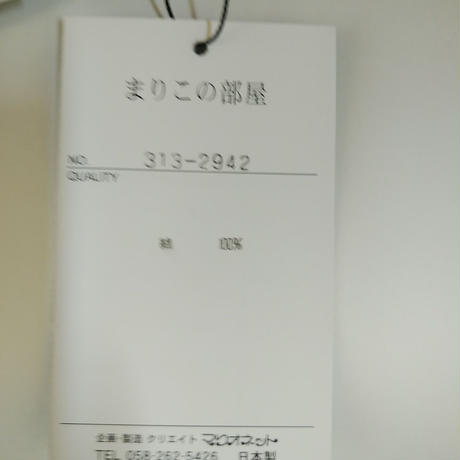 まりこの部屋
NO. 313-2942
QUALITY
綿 100%
企画・製造 クリエイト マリオネット
TEL 058-262-5426 日本製